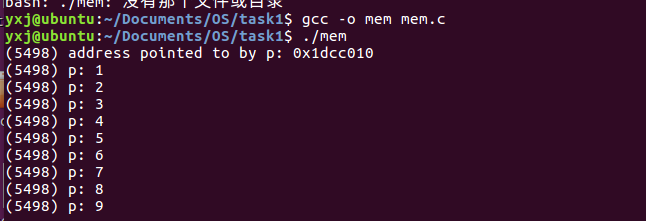 bash: ./mem: 没有那个文件或目录
yxj@ubuntu:~/Documents/OS/task1$ gcc -o mem mem.c
yxj@ubuntu:~/Documents/OS/task1$ ./mem
(5498) address pointed to by p: 0x1dcc010
(5498) p: 1
(5498) p: 2
(5498) p: 3
(5498) p: 4
(5498) p: 5
(5498) p: 6
(5498) p: 7
(5498) p: 8
(5498) p: 9